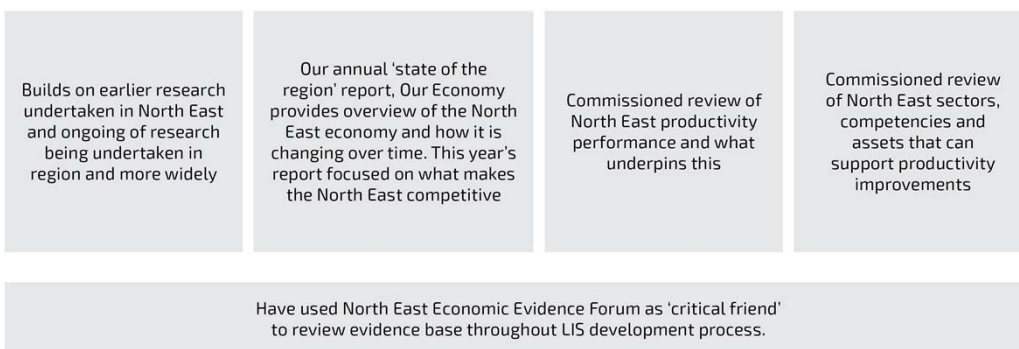 Builds on earlier research
undertaken in North East
and ongoing of research
being undertaken in
region and more widely
Our annual ‘state of the
region’ report, Our Economy
provides overview of the North
East economy and how it is
changing over time. This year’s
report focused on what makes
the North East competitive
Commissioned review of
North East productivity
performance and what
underpins this
Commissioned review
of North East sectors,
competencies and
assets that can
support productivity
improvements
Have used North East Economic Evidence Forum as ‘critical friend’
to review evidence base throughout LIS development process.